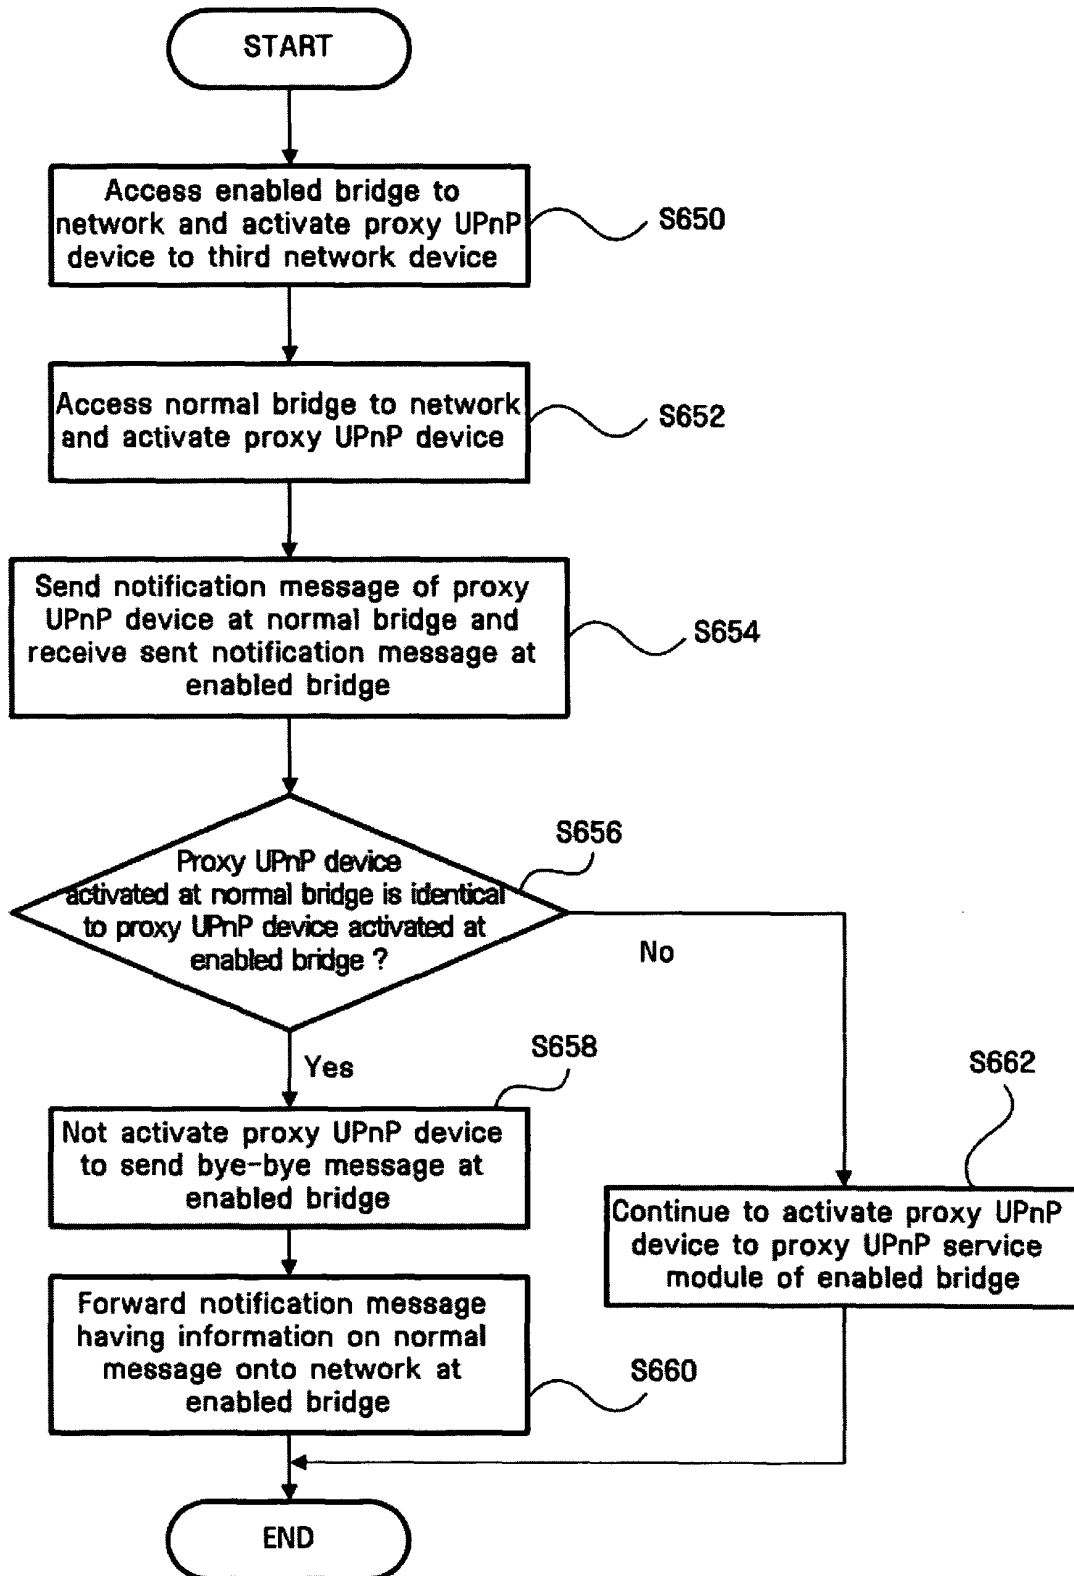 START
Access enabled bridge to
network and activate proxy UPnP
device to third network device
S650
Access normal bridge to network
and activate proxy UPnP device
S652
Send notification message of proxy
UPnP device at normal bridge and
receive sent notification message at
enabled bridge
S654
S656
Proxy UPnP device
activated at normal bridge is identical
to proxy UPnP device activated at
enabled bridge ?
No
Yes
S658
Not activate proxy UPnP device
to send bye-bye message at
enabled bridge
S662
Continue to activate proxy UPnP
device to proxy UPnP service
module of enabled bridge
Forward notification message
having information on normal
message onto network at
enabled bridge
S660
END